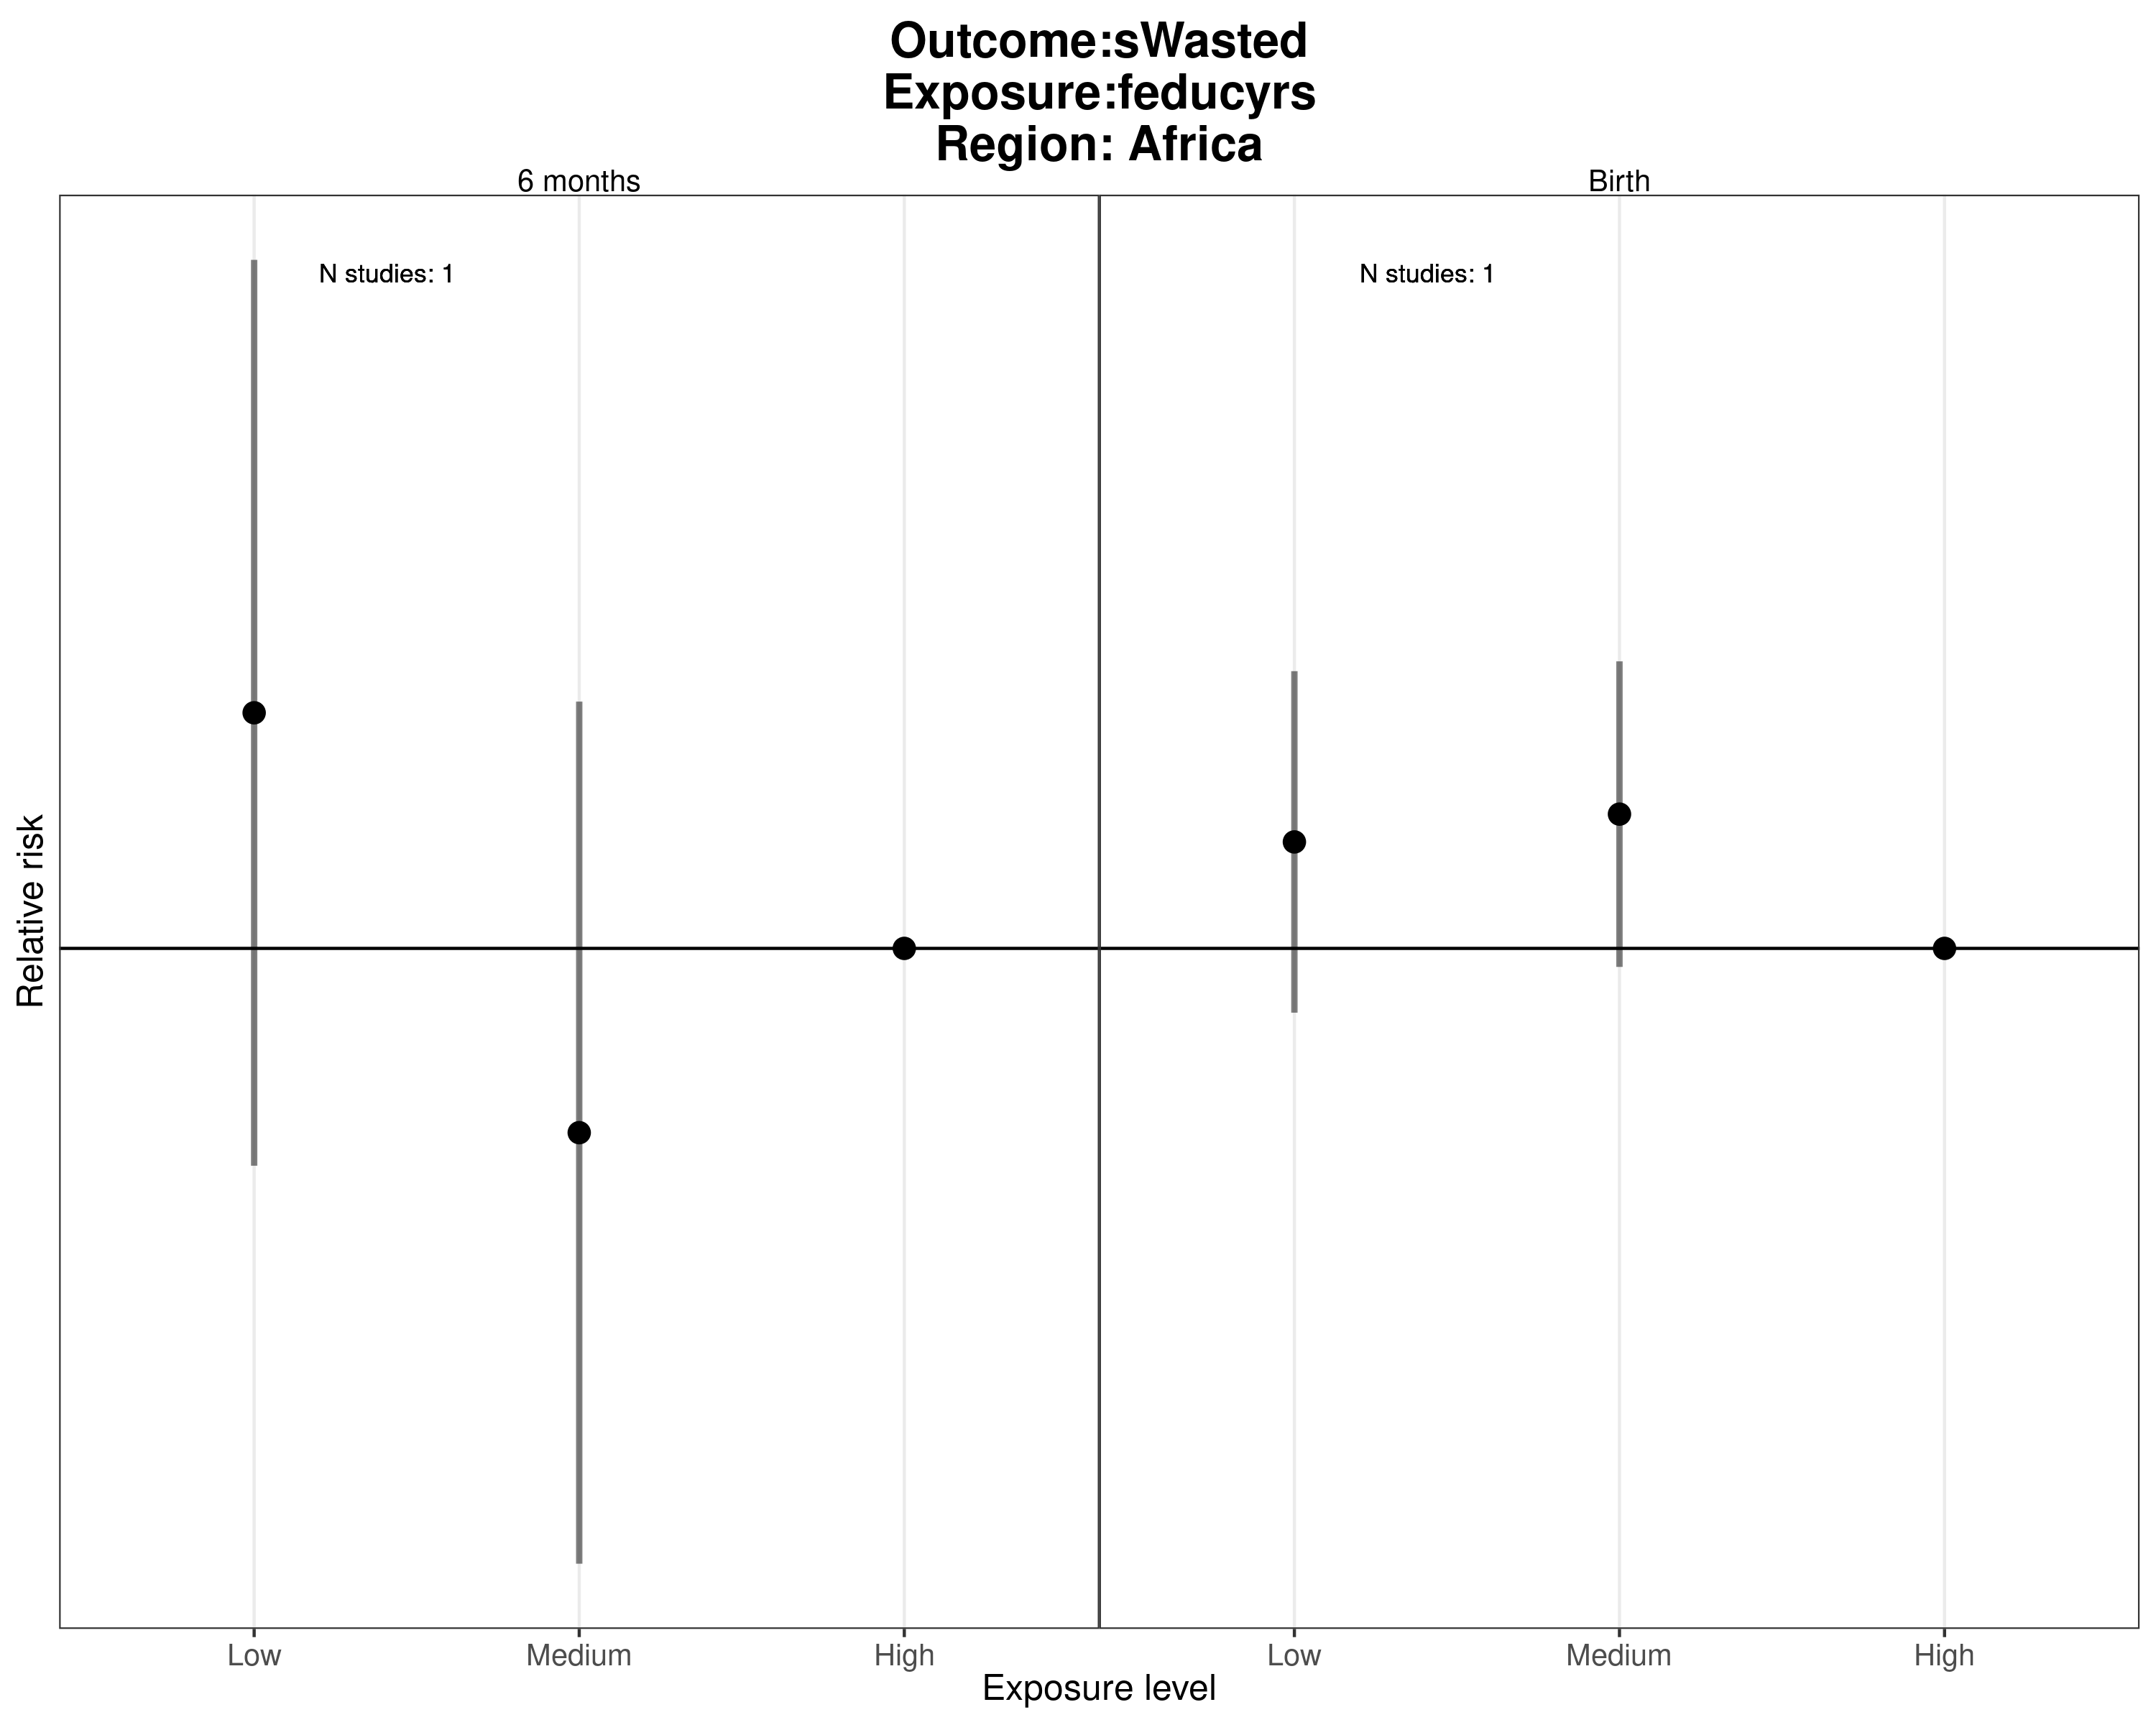 Outcome:sWasted
Exposure:feducyrs
Region: Africa
6 months
Birth
N studies: 1
N studies: 1
Relative risk
Low
Medium
High
Low
Medium
High
Exposure level